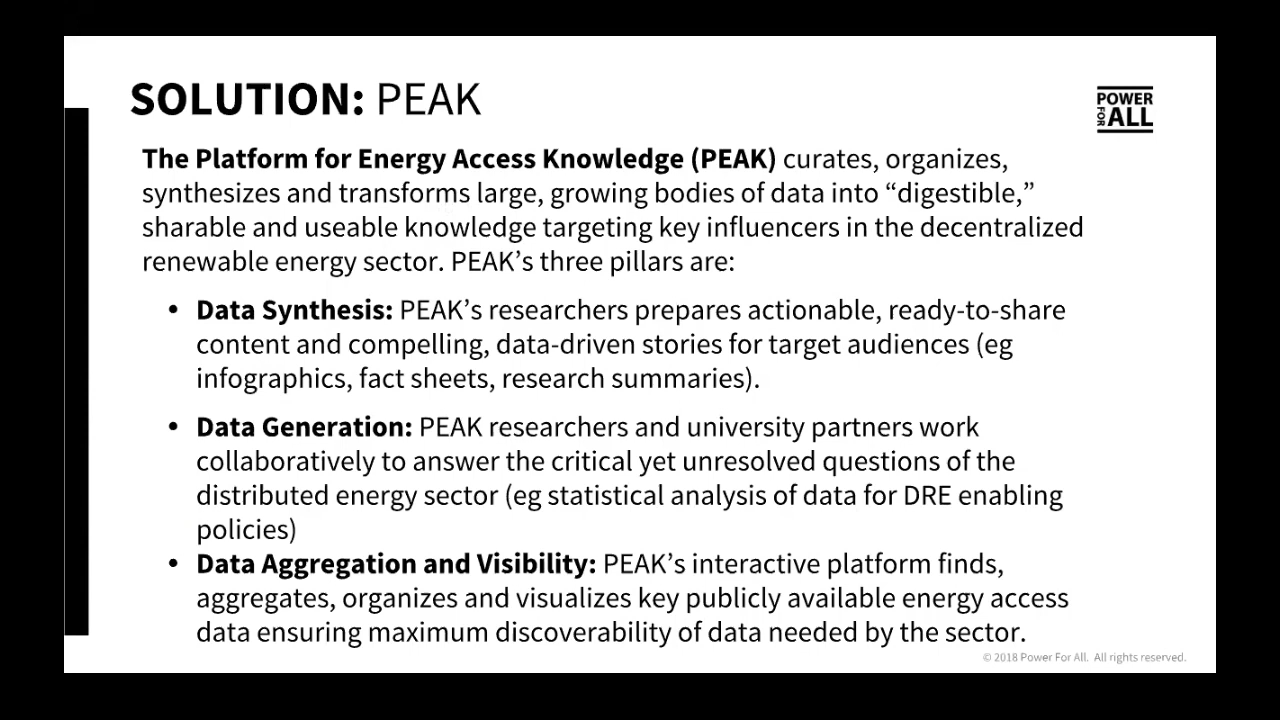 SOLUTION: PEAK
POWER
FOR
ALL
The Platform for Energy Access Knowledge (PEAK) curates, organizes,
synthesizes and transforms large, growing bodies of data into “digestible,”
sharable and useable knowledge targeting key influencers in the decentralized
renewable energy sector. PEAK’s three pillars are:
• Data Synthesis: PEAK’s researchers prepares actionable, ready-to-share
content and compelling, data-driven stories for target audiences (eg
infographics, fact sheets, research summaries).
• Data Generation: PEAK researchers and university partners work
collaboratively to answer the critical yet unresolved questions of the
distributed energy sector (eg statistical analysis of data for DRE enabling
policies)
• Data Aggregation and Visibility: PEAK’s interactive platform finds,
aggregates, organizes and visualizes key publicly available energy access
data ensuring maximum discoverability of data needed by the sector.
© 2018 Power For All. All rights reserved.